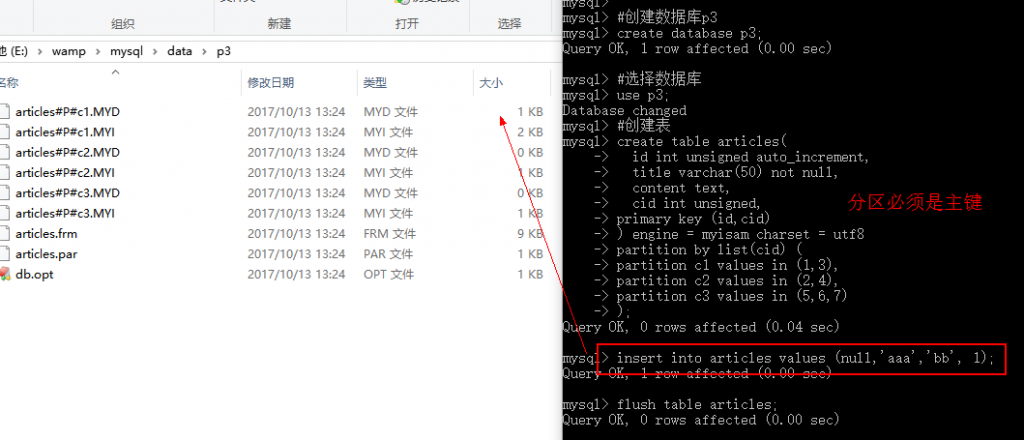 组织
新建
打开
选择
(E:) > wamp > mysql > data > p3
名称 修改日期 类型 大小
articles#P#c1.MYD 2017/10/13 13:24 MYD 文件 1 KB
articles#P#c1.MYI 2017/10/13 13:24 MYI 文件 2 KB
articles#P#c2.MYD 2017/10/13 13:24 MYD 文件 0 KB
articles#P#c2.MYI 2017/10/13 13:24 MYI 文件 1 KB
articles#P#c3.MYD 2017/10/13 13:24 MYD 文件 0 KB
articles#P#c3.MYI 2017/10/13 13:24 MYI 文件 1 KB
articles.frm 2017/10/13 13:24 FRM 文件 9 KB
articles.par 2017/10/13 13:24 PAR 文件 1 KB
db.opt 2017/10/13 13:24 OPT 文件 1 KB
mysql>
mysql> #创建数据库p3
mysql> create database p3;
Query OK, 1 row affected (0.00 sec)
mysql> #选择数据库
mysql> use p3;
Database changed
mysql> #创建表
mysql> create table articles(
-> id int unsigned auto_increment,
-> title varchar(50) not null,
-> content text,
-> cid int unsigned,
-> primary key (id,cid)
-> ) engine = myisam charset = utf8
-> partition by list(cid) (
-> partition c1 values in (1,3),
-> partition c2 values in (2,4),
-> partition c3 values in (5,6,7)
-> );
Query OK, 0 rows affected (0.04 sec)
分区必须是主键
mysql> insert into articles values (null,'aaa','bb', 1);
Query OK, 1 row affected (0.00 sec)
mysql> flush table articles;
Query OK, 0 rows affected (0.00 sec)